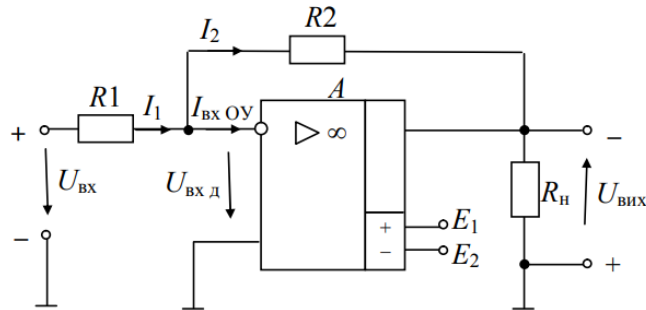 I₂
R2
R1
I₁
Iвх ОУ
A
+
▷ ∞
−
Uвх
Uвх д
Rн
Uвих
+
E₁
−
−
E₂
+